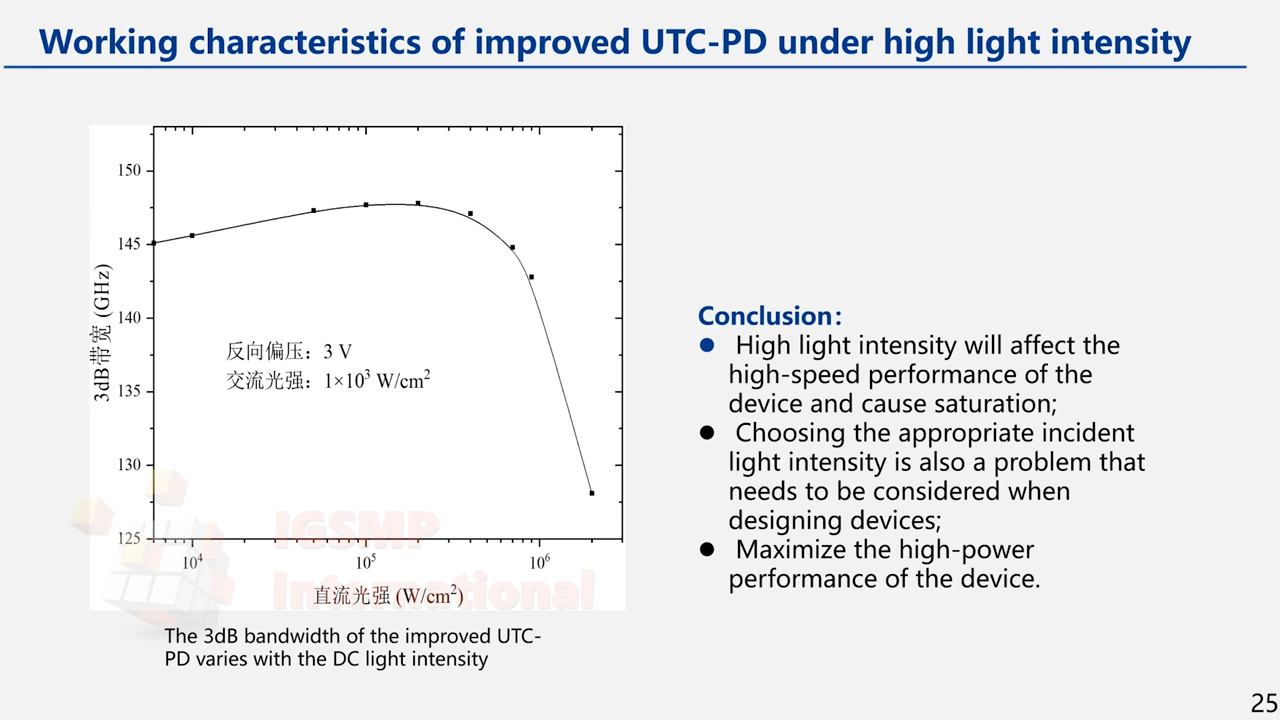 Working characteristics of improved UTC-PD under high light intensity
150
145
140
135
130
125
3dB带宽 (GHz)
反向偏压：3 V
交流光强：1×10³ W/cm²
10⁴
10⁵
10⁶
直流光强 (W/cm²)
IGSMP
International
The 3dB bandwidth of the improved UTC-
PD varies with the DC light intensity
Conclusion：
● High light intensity will affect the
high-speed performance of the
device and cause saturation;
● Choosing the appropriate incident
light intensity is also a problem that
needs to be considered when
designing devices;
● Maximize the high-power
performance of the device.
25